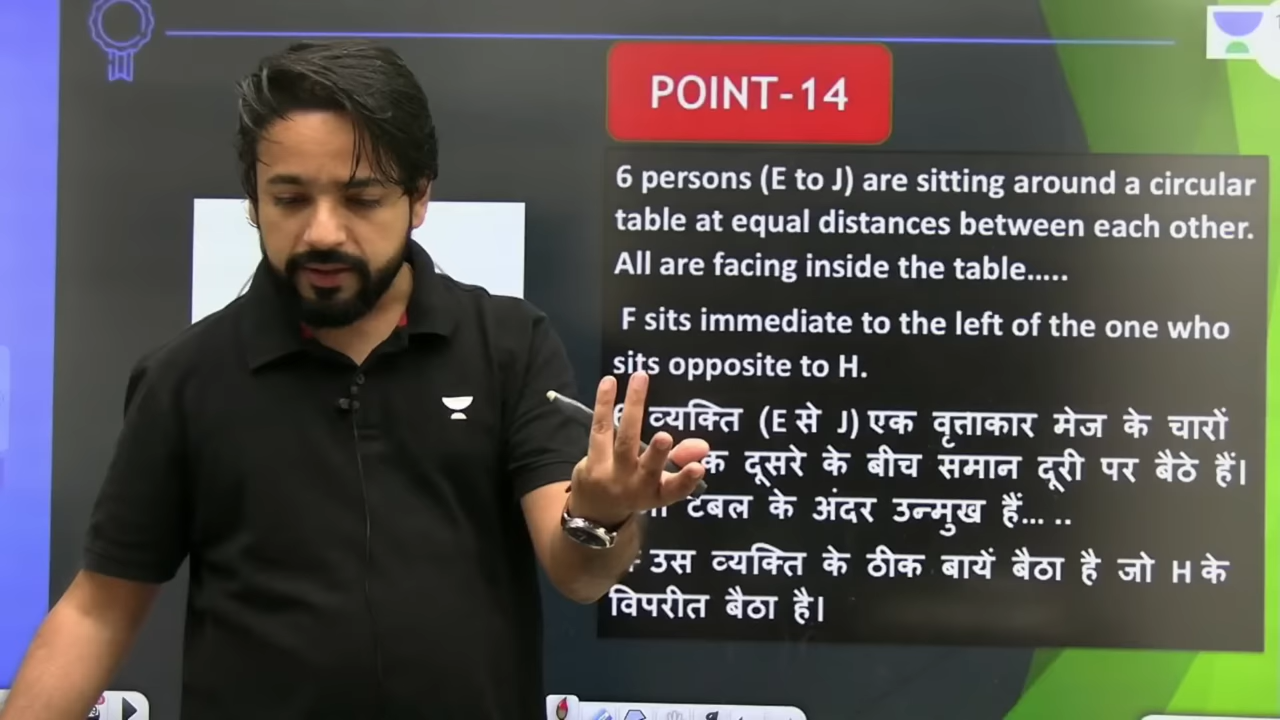 POINT-14
6 persons (E to J) are sitting around a circular
table at equal distances between each other.
All are facing inside the table.....
F sits immediate to the left of the one who
sits opposite to H.
व्यक्ति (E से J) एक वृत्ताकार मेज के चारों
दूसरे के बीच समान दूरी पर बैठे हैं।
के अंदर उन्मुख हैं... ..
उस व्यक्ति के ठीक बायें बैठा है जो H के
विपरीत बैठा है।